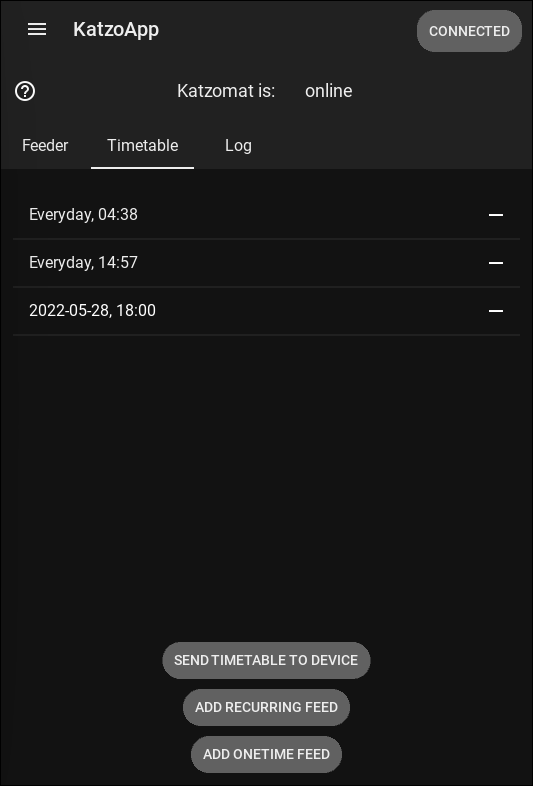 KatzoApp
CONNECTED
Katzomat is: online
Feeder Timetable Log
Everyday, 04:38
Everyday, 14:57
2022-05-28, 18:00
SEND TIMETABLE TO DEVICE
ADD RECURRING FEED
ADD ONETIME FEED